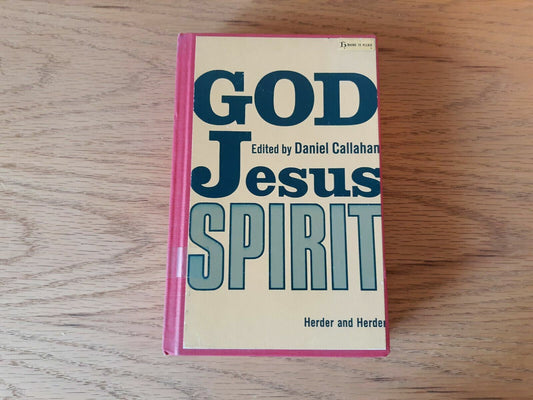 GOD
Edited by Daniel Callahan
Jesus
SPIRIT
Herder and Herder